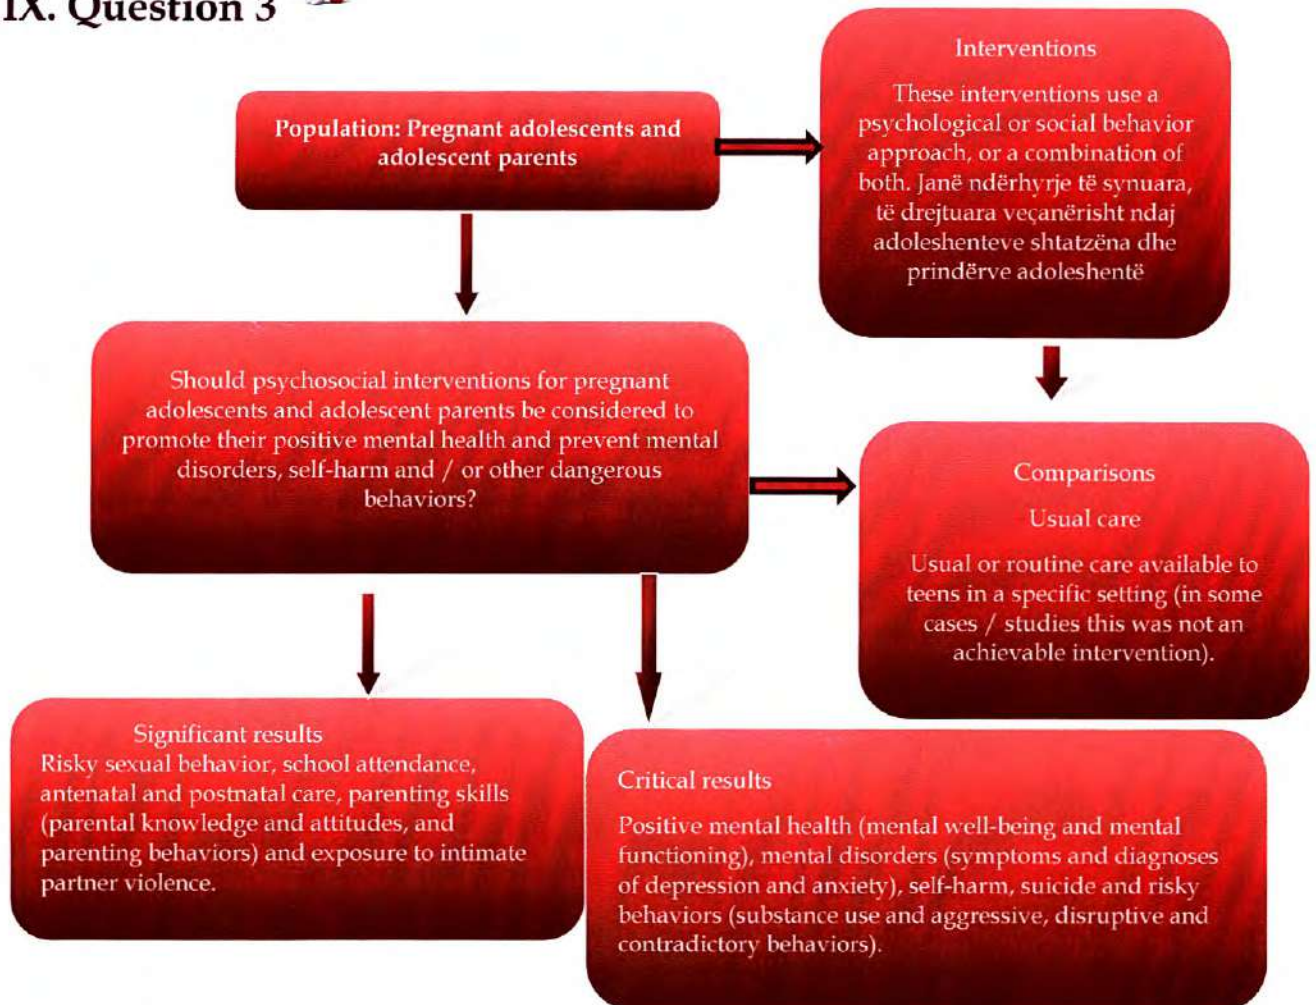 IX. Question 3
Population: Pregnant adolescents and
adolescent parents
Interventions
These interventions use a
psychological or social behavior
approach, or a combination of
both. Janë ndërhyrje të synuara,
të drejtuara veçanërisht ndaj
adoleshenteve shtatzëna dhe
prindërve adoleshentë
Should psychosocial interventions for pregnant
adolescents and adolescent parents be considered to
promote their positive mental health and prevent mental
disorders, self-harm and / or other dangerous
behaviors?
Comparisons
Usual care
Usual or routine care available to
teens in a specific setting (in some
cases / studies this was not an
achievable intervention).
Significant results
Risky sexual behavior, school attendance,
antenatal and postnatal care, parenting skills
(parental knowledge and attitudes, and
parenting behaviors) and exposure to intimate
partner violence.
Critical results
Positive mental health (mental well-being and mental
functioning), mental disorders (symptoms and diagnoses
of depression and anxiety), self-harm, suicide and risky
behaviors (substance use and aggressive, disruptive and
contradictory behaviors).